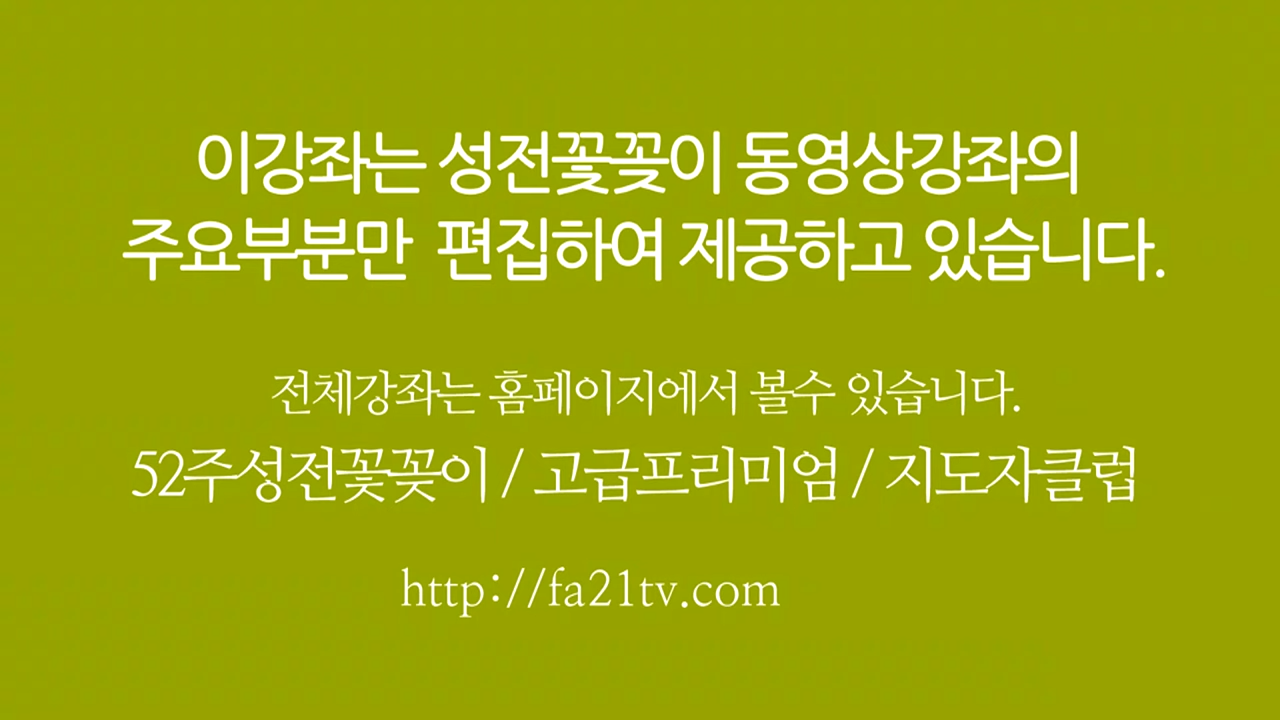 이강좌는 성전꽃꽂이 동영상강좌의
주요부분만 편집하여 제공하고 있습니다.
전체강좌는 홈페이지에서 볼수 있습니다.
52주성전꽃꽂이 / 고급프리미엄 / 지도자클럽
http://fa21tv.com